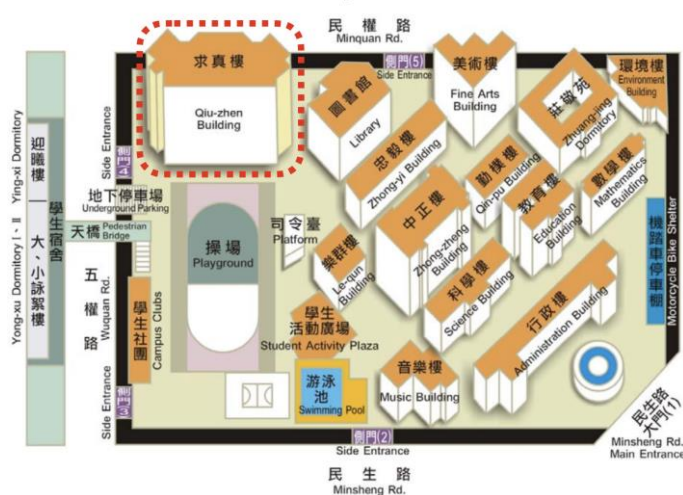 民權路
Minquan Rd.
求真樓
Qiu-zhen
Building
側門(5)
Side Entrance
圖書館
Library
美術樓
Fine Arts
Building
莊敬苑
Zhuang-jing
Dormitory
環境樓
Environment
Building
忠毅樓
Zhong-yi Building
勤樸樓
Qin-pu Building
教育樓
Education
Building
數學樓
Mathematics
Building
中正樓
Zhong-zheng
Building
Side Entrance
側門4
迎曦樓
Ying-xi Dormitory
學生宿舍
大、小詠絮樓
Yong-xu Dormitory I、II
地下停車場
Underground Parking
天橋
Pedestrian
Bridge
操場
Playground
司令臺
Platform
樂群樓
Le-qun
Building
科學樓
Science Building
行政樓
Administration Building
機踏車停車棚
Motorcycle Bike Shelter
五權路
Wuquan Rd.
學生社團
Campus Clubs
學生
活動廣場
Student Activity Plaza
游泳
池
Swimming Pool
音樂樓
Music Building
側門3
Side Entrance
側門(2)
Side Entrance
民生路
大門(1)
Minsheng Rd.
Main Entrance
民生路
Minsheng Rd.